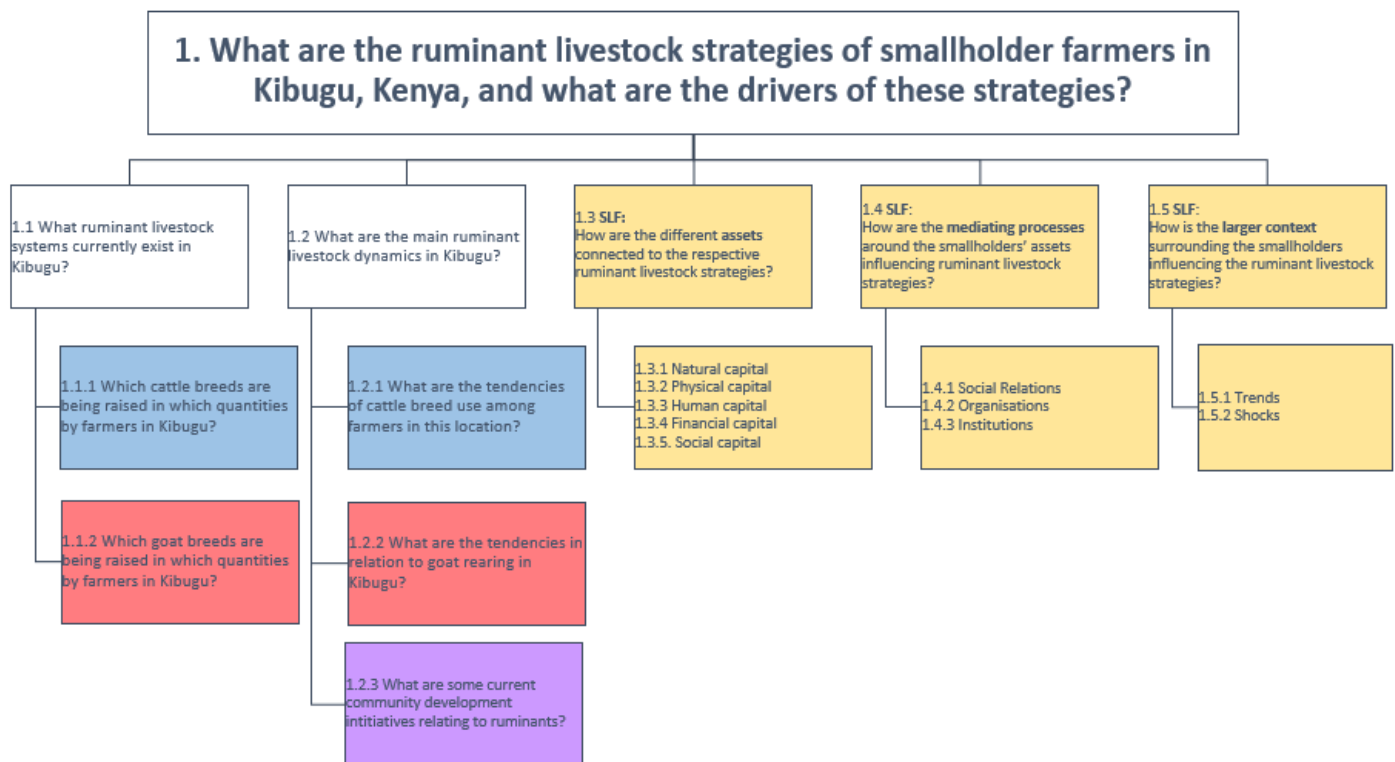 1. What are the ruminant livestock strategies of smallholder farmers in
Kibugu, Kenya, and what are the drivers of these strategies?
1.1 What ruminant livestock
systems currently exist in
Kibugu?
1.2 What are the main ruminant
livestock dynamics in Kibugu?
1.3 SLF:
How are the different assets
connected to the respective
ruminant livestock strategies?
1.4 SLF:
How are the mediating processes
around the smallholders' assets
influencing ruminant livestock
strategies?
1.5 SLF:
How is the larger context
surrounding the smallholders
influencing the ruminant livestock
strategies?
1.1.1 Which cattle breeds are
being raised in which quantities
by farmers in Kibugu?
1.2.1 What are the tendencies
of cattle breed use among
farmers in this location?
1.3.1 Natural capital
1.3.2 Physical capital
1.3.3 Human capital
1.3.4 Financial capital
1.3.5. Social capital
1.4.1 Social Relations
1.4.2 Organisations
1.4.3 Institutions
1.5.1 Trends
1.5.2 Shocks
1.1.2 Which goat breeds are
being raised in which quantities
by farmers in Kibugu?
1.2.2 What are the tendencies in
relation to goat rearing in
Kibugu?
1.2.3 What are some current
community development
intitiatives relating to ruminants?